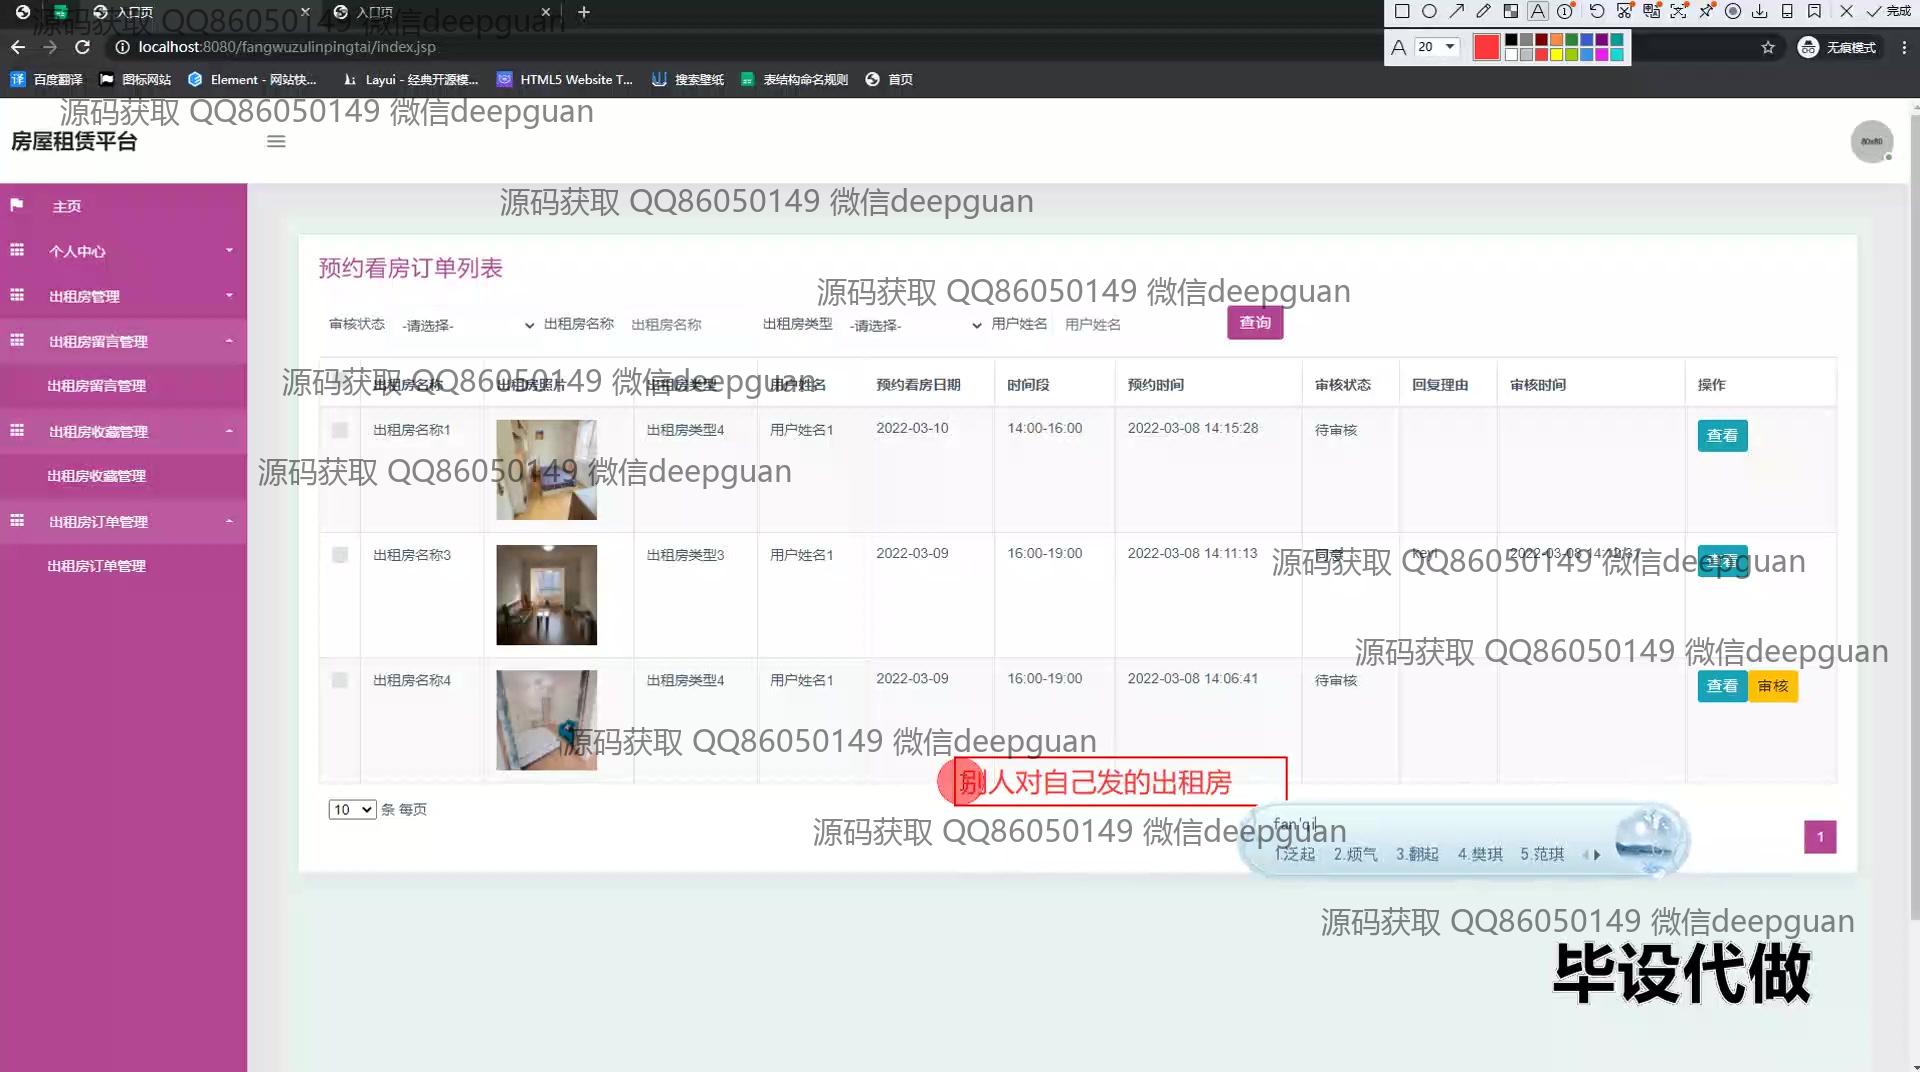 入口页
入口页
完成
源码获取 QQ86050149 微信deepguan
localhost:8080/fangwuzulinpingtai/index.jsp
A 20
无痕模式
百度翻译 图标网站 Element - 网站快... Layui - 经典开源模... HTML5 Website T... 搜索壁纸 表结构命名规则 首页
源码获取 QQ86050149 微信deepguan
房屋租赁平台
主页
源码获取 QQ86050149 微信deepguan
个人中心
预约看房订单列表
出租房管理
源码获取 QQ86050149 微信deepguan
审核状态 -请选择- 出租房名称 出租房名称 出租房类型 -请选择- 用户姓名 用户姓名 查询
出租房留言管理
出租房留言管理
源码获取 QQ86050149 微信deepguan
出租房名称 出租房照片 出租房类型 用户姓名 预约看房日期 时间段 预约时间 审核状态 回复理由 审核时间 操作
出租房收藏管理
出租房名称1 出租房类型4 用户姓名1 2022-03-10 14:00-16:00 2022-03-08 14:15:28 待审核 查看
出租房收藏管理
源码获取 QQ86050149 微信deepguan
出租房订单管理
出租房订单管理
出租房名称3 出租房类型3 用户姓名1 2022-03-09 16:00-19:00 2022-03-08 14:11:13 同意 查看
源码获取 QQ86050149 微信deepguan
源码获取 QQ86050149 微信deepguan
出租房名称4 出租房类型4 用户姓名1 2022-03-09 16:00-19:00 2022-03-08 14:06:41 待审核 查看 审核
源码获取 QQ86050149 微信deepguan
别人对自己发的出租房
10 条 每页
源码获取 QQ86050149 微信deepguan
fan'qi
1.泛起 2.烦气 3.翻起 4.樊琪 5.范琪
1
源码获取 QQ86050149 微信deepguan
毕设代做